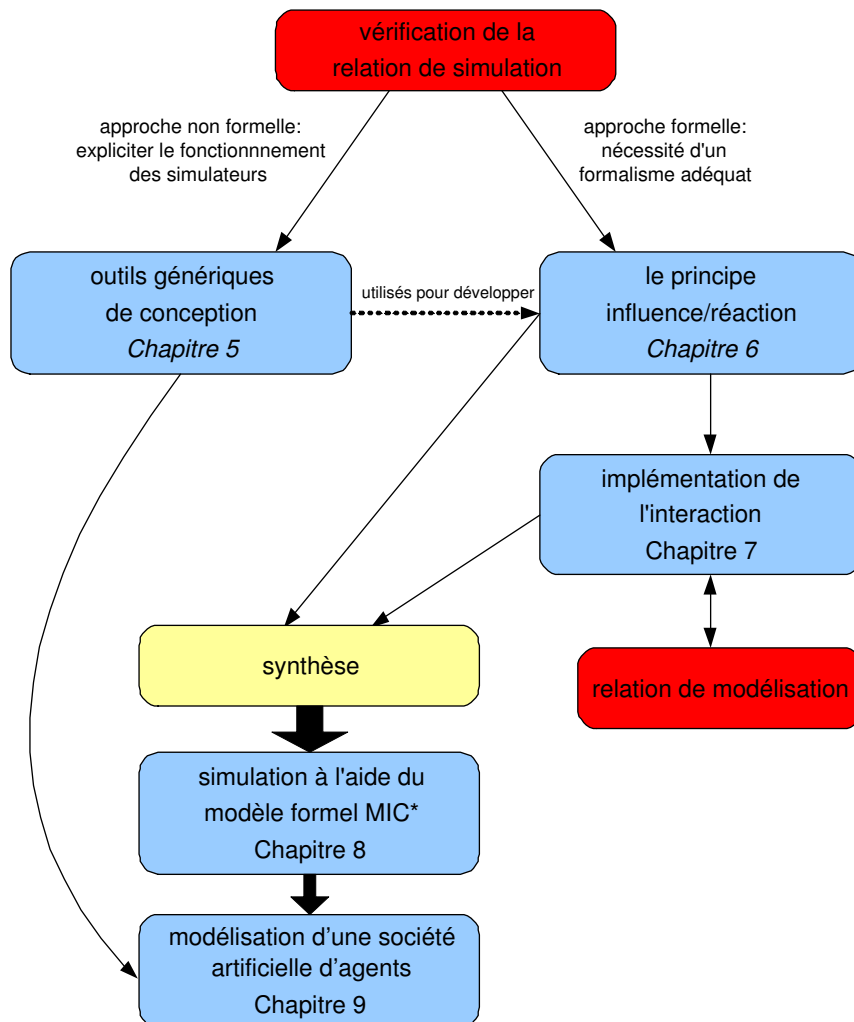 vérification de la
relation de simulation
approche non formelle:
expliciter le fonctionnnement
des simulateurs
approche formelle:
nécessité d'un
formalisme adéquat
outils génériques
de conception
Chapitre 5
utilisés pour développer
le principe
influence/réaction
Chapitre 6
implémentation de
l'interaction
Chapitre 7
synthèse
relation de modélisation
simulation à l'aide du
modèle formel MIC*
Chapitre 8
modélisation d’une société
artificielle d’agents
Chapitre 9